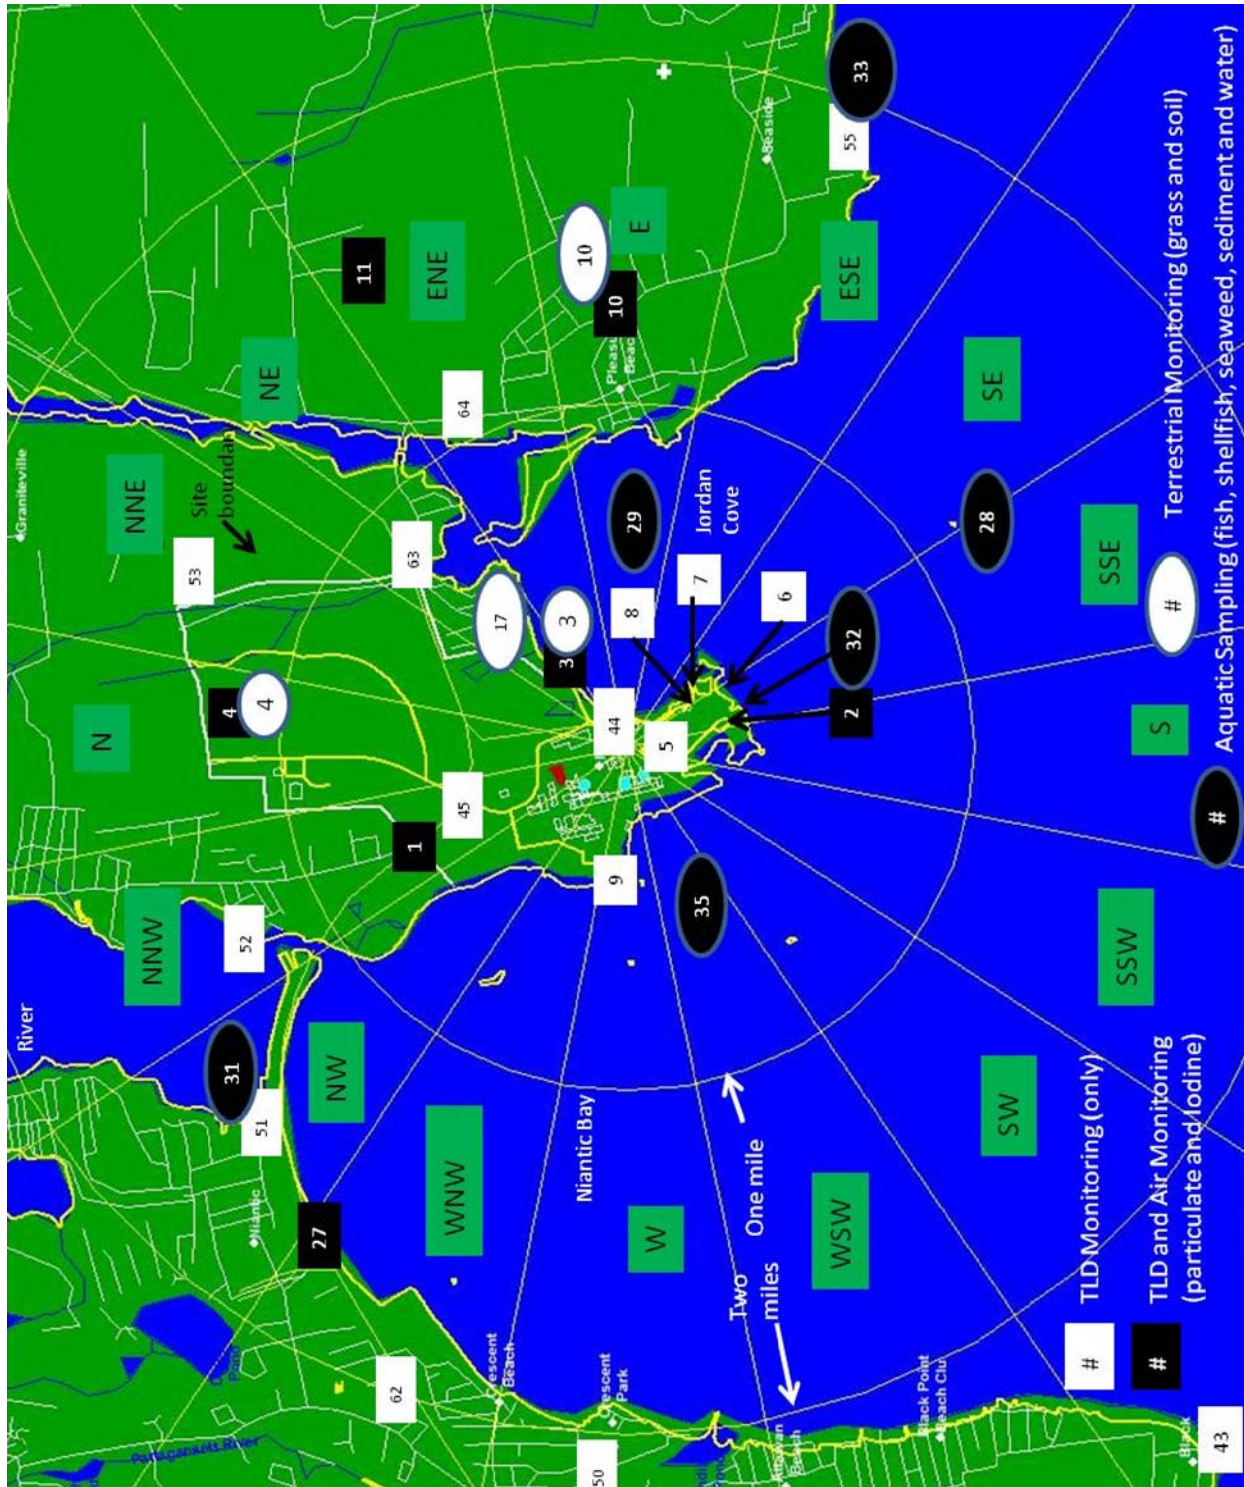 River
Graniteville
N
NNE
NNW
Site
boundary
53
4
4
31
52
51
Niantic
NE
27
NW
11
62
1
63
ENE
WNW
45
64
Patagansets River
17
Crescent
Beach
3
3
10
10
E
Niantic Bay
50
Crescent
Park
9
44
8
29
5
W
7
Jordan
Cove
35
Two
miles
One mile
6
Seaside
Beach
WSW
2
32
ESE
55
33
Black Point
Beach Club
28
SE
SW
SSW
SSE
S
# TLD Monitoring (only)
# TLD and Air Monitoring
(particulate and Iodine)
# Terrestrial Monitoring (grass and soil)
# Aquatic Sampling (fish, shellfish, seaweed, sediment and water)
Black
43